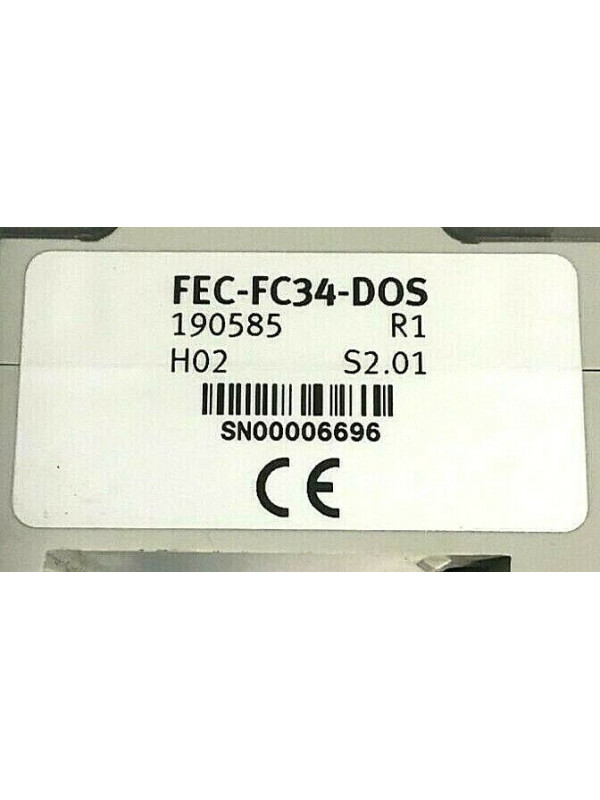 FEC-FC34-DOS
190585 R1
H02 S2.01
SN00006696
CE